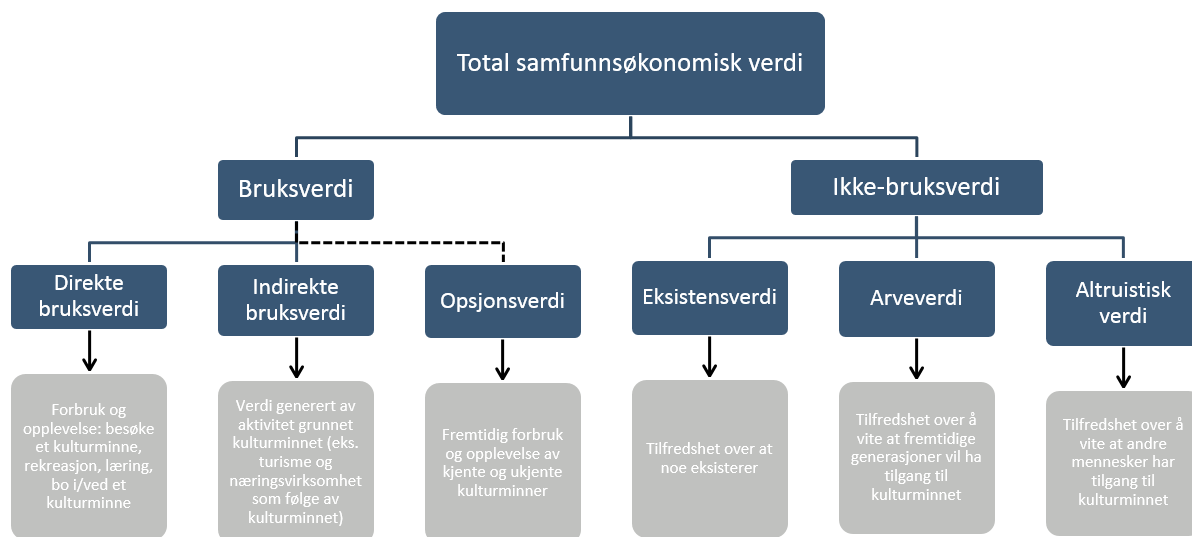 Total samfunnsøkonomisk verdi
Bruksverdi
Ikke-bruksverdi
Direkte
bruksverdi
Indirekte
bruksverdi
Opsjonsverdi
Eksistensverdi
Arveverdi
Altruistisk
verdi
Forbruk og
opplevelse: besøke
et kulturminne,
rekreasjon, læring,
bo i/ved et
kulturminne
Verdi generert av
aktivitet grunnet
kulturminnet (eks.
turisme og
næringsvirksomhet
som følge av
kulturminnet)
Fremtidig forbruk
og opplevelse av
kjente og ukjente
kulturminner
Tilfredshet over at
noe eksisterer
Tilfredshet over å
vite at fremtidige
generasjoner vil ha
tilgang til
kulturminnet
Tilfredshet over å
vite at andre
mennesker har
tilgang til
kulturminnet